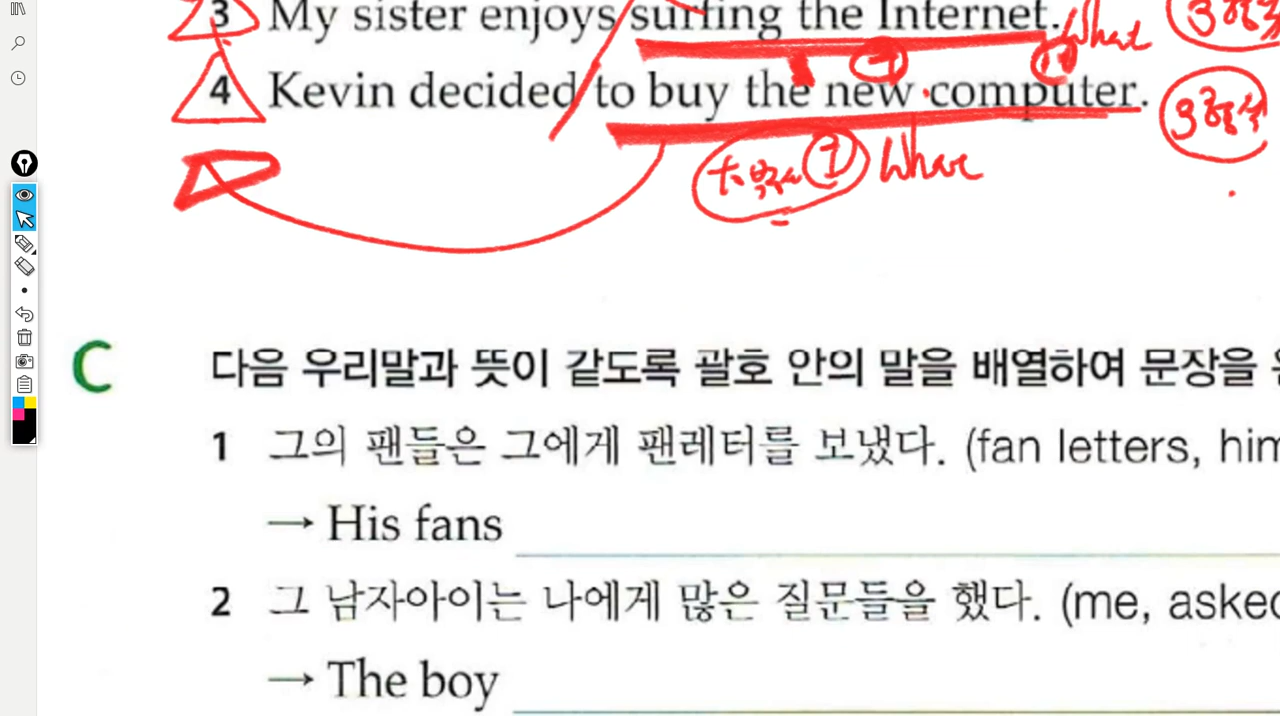 3 My sister enjoys surfing the Internet. What
4 Kevin decided to buy the new computer.
What
C 다음 우리말과 뜻이 같도록 괄호 안의 말을 배열하여 문장을
1 그의 팬들은 그에게 팬레터를 보냈다. (fan letters, him
→ His fans
2 그 남자아이는 나에게 많은 질문들을 했다. (me, asked
→ The boy